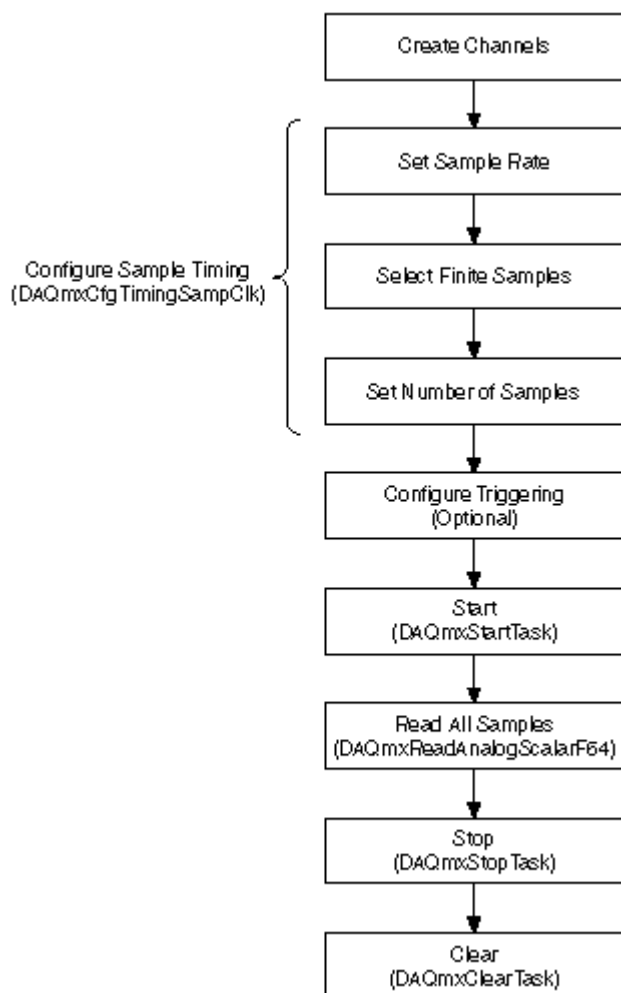 Create Channels
Set Sample Rate
Configure Sample Timing
(DAQmxCfgTimingSampClk)
Select Finite Samples
Set Number of Samples
Configure Triggering
(Optional)
Start
(DAQmxStartTask)
Read All Samples
(DAQmxReadAnalogScalarF64)
Stop
(DAQmxStopTask)
Clear
(DAQmxClearTask)